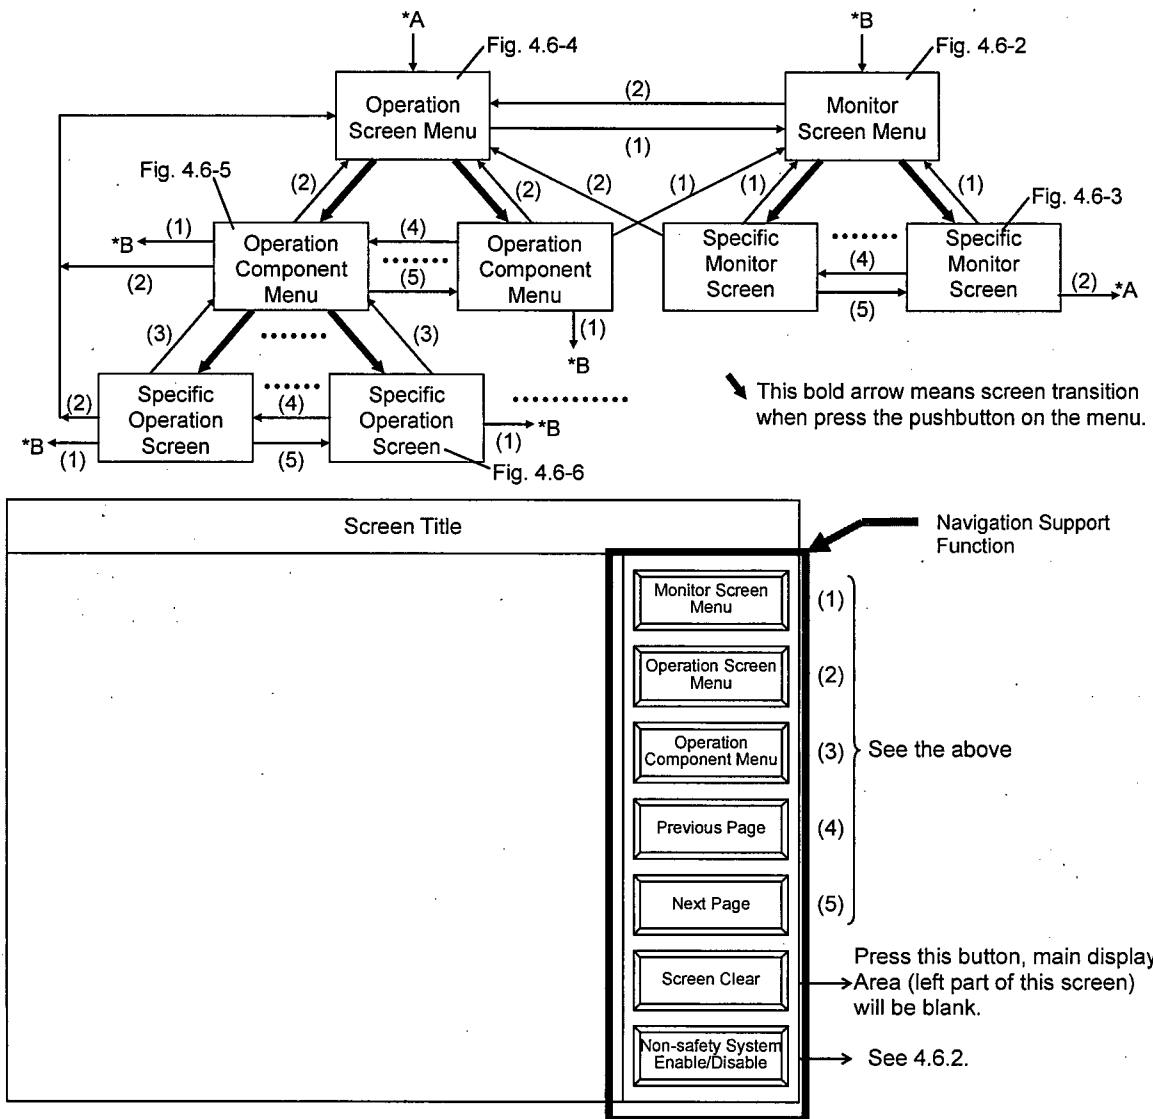 *A
*B
Fig. 4.6-4
Fig. 4.6-2
Operation
Screen Menu
(2)
(1)
Monitor
Screen Menu
Fig. 4.6-5
(2)
(2)
(2)
(1)
(1)
(1)
Fig. 4.6-3
(1)
*B
(2)
Operation
Component
Menu
(4)
(5)
Operation
Component
Menu
Specific
Monitor
Screen
(4)
(5)
Specific
Monitor
Screen
(2)
*A
(3)
(3)
(1)
*B
(2)
*B
(1)
Specific
Operation
Screen
(4)
(5)
Specific
Operation
Screen
(1)
*B
Fig. 4.6-6
This bold arrow means screen transition
when press the pushbutton on the menu.
Screen Title
Navigation Support
Function
Monitor Screen
Menu
(1)
Operation Screen
Menu
(2)
Operation
Component Menu
(3)
See the above
Previous Page
(4)
Next Page
(5)
Screen Clear
Press this button, main display
Area (left part of this screen)
will be blank.
Non-safety System
Enable/Disable
See 4.6.2.